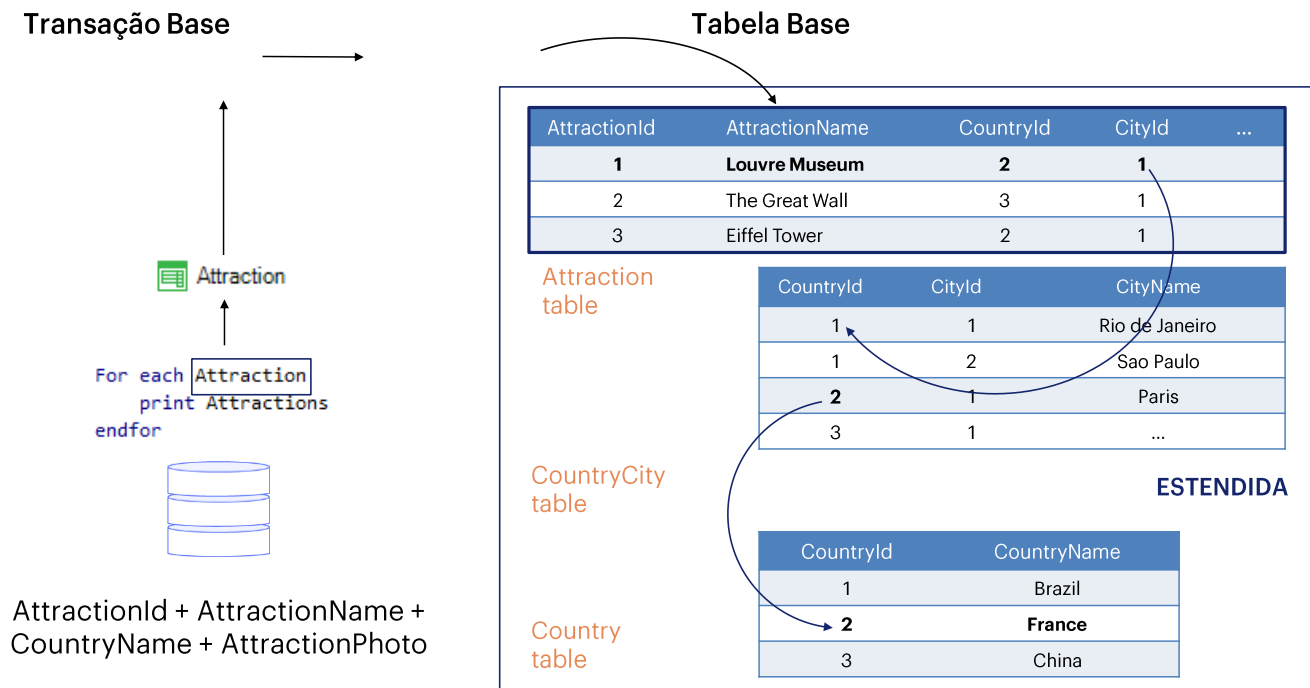 Transação Base
Tabela Base
Attraction
For each Attraction
print Attractions
endfor
AttractionId + AttractionName +
CountryName + AttractionPhoto
AttractionId AttractionName CountryId CityId ...
1 Louvre Museum 2 1
2 The Great Wall 3 1
3 Eiffel Tower 2 1
Attraction
table
CountryId CityId CityName
1 1 Rio de Janeiro
1 2 Sao Paulo
2 1 Paris
3 1 ...
CountryCity
table
ESTENDIDA
CountryId CountryName
1 Brazil
2 France
3 China
Country
table